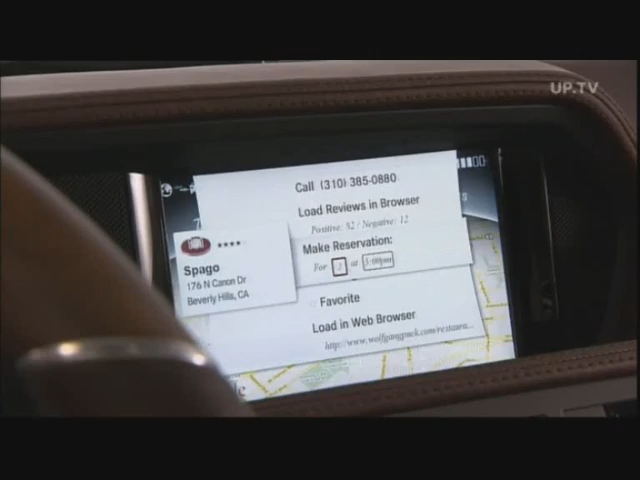 UP.TV
Call (310) 385-0880
Load Reviews in Browser
Positive: 52 / Negative: 12
Make Reservation:
For 2 at 5:00pm
Spago
176 N Canon Dr
Beverly Hills, CA
Favorite
Load in Web Browser
http://www.wolfgangpuck.com/restaura...